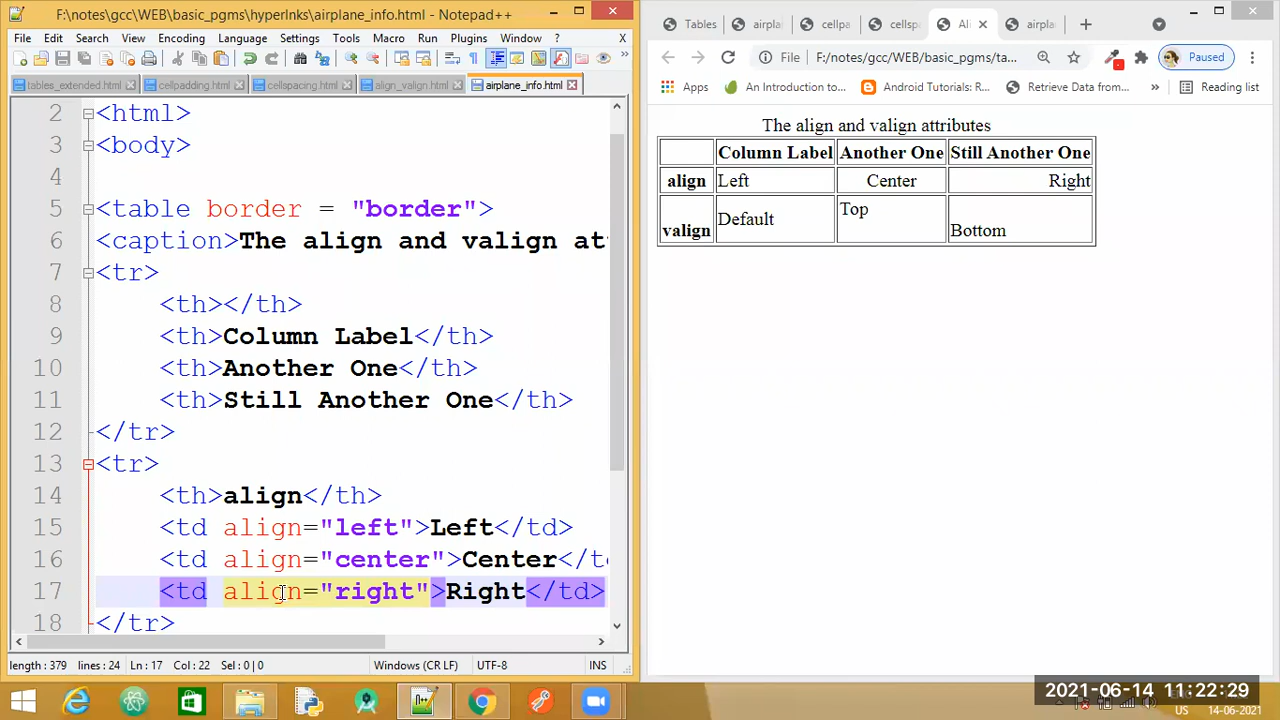 F:\notes\gcc\WEB\basic_pgms\hyperlnks\airplane_info.html - Notepad++
File Edit Search View Encoding Language Settings Tools Macro Run Plugins Window ? X
tables_extended.html cellpadding.html cellspacing.html align_valign.html airplane_info.html
2 <html>
3 <body>
4
5 <table border = "border">
6 <caption>The align and valign at
7 <tr>
8 <th></th>
9 <th>Column Label</th>
10 <th>Another One</th>
11 <th>Still Another One</th>
12 </tr>
13 <tr>
14 <th>align</th>
15 <td align="left">Left</td>
16 <td align="center">Center</t
17 <td align="right">Right</td>
18 </tr>
length : 379 lines : 24 Ln : 17 Col : 22 Sel : 0 | 0 Windows (CR LF) UTF-8 INS
Tables airpla cellpa cellsp Ali airpla
File F:/notes/gcc/WEB/basic_pgms/ta... Paused
Apps An Introduction to... Android Tutorials: R... Retrieve Data from... » Reading list
The align and valign attributes
Column Label Another One Still Another One
align Left Center Right
valign Default Top Bottom
2021-06-14 11:22:29
US 14-06-2021